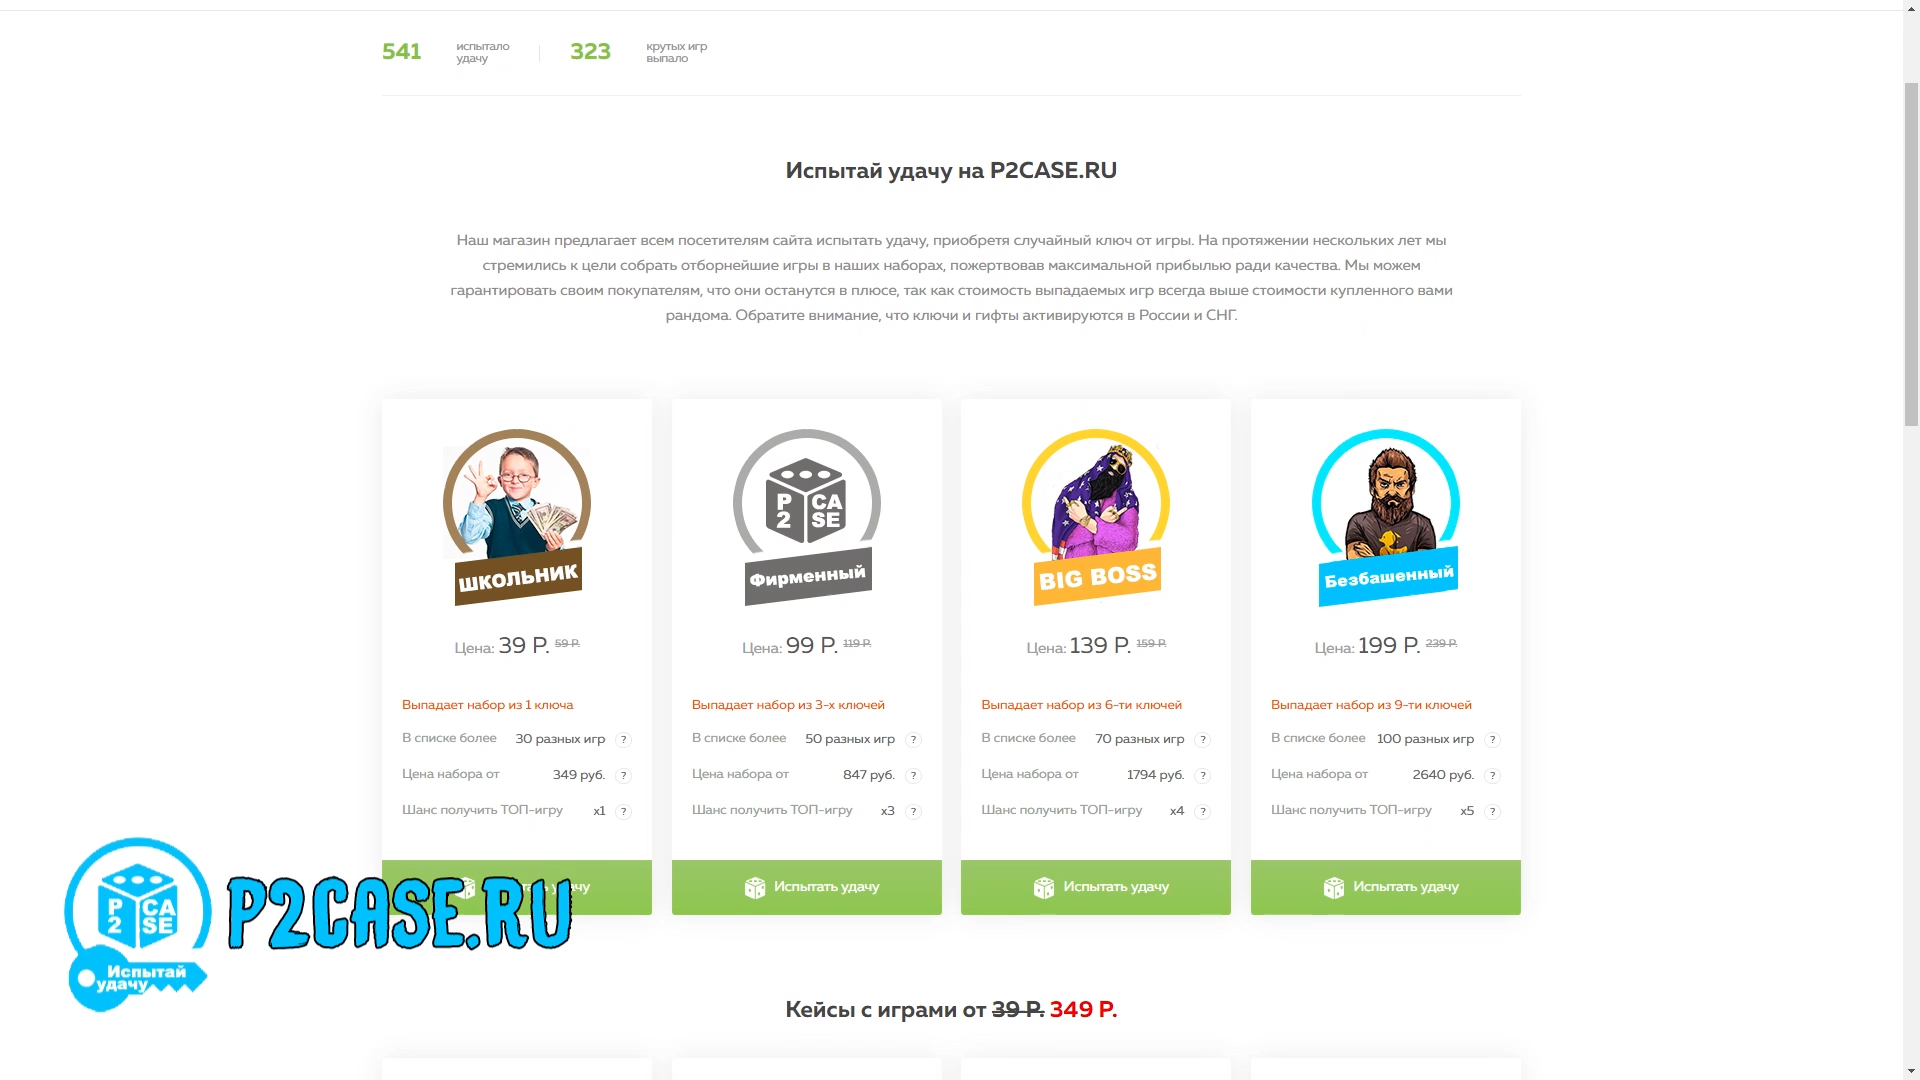 541 испытало удачу 323 крутых игр выпало
Испытай удачу на P2CASE.RU
Наш магазин предлагает всем посетителям сайта испытать удачу, приобретя случайный ключ от игры. На протяжении нескольких лет мы
стремились к цели собрать отборнейшие игры в наших наборах, пожертвовав максимальной прибылью ради качества. Мы можем
гарантировать своим покупателям, что они останутся в плюсе, так как стоимость выпадаемых игр всегда выше стоимости купленного вами
рандома. Обратите внимание, что ключи и гифты активируются в России и СНГ.
ШКОЛЬНИК
Цена: 39 Р. 59 Р.
Выпадает набор из 1 ключа
В списке более 30 разных игр ?
Цена набора от 349 руб. ?
Шанс получить ТОП-игру x1 ?
P2 CASE
Фирменный
Цена: 99 Р. 119 Р.
Выпадает набор из 3-х ключей
В списке более 50 разных игр ?
Цена набора от 847 руб. ?
Шанс получить ТОП-игру x3 ?
Испытать удачу
BIG BOSS
Цена: 139 Р. 159 Р.
Выпадает набор из 6-ти ключей
В списке более 70 разных игр ?
Цена набора от 1794 руб. ?
Шанс получить ТОП-игру x4 ?
Испытать удачу
Безбашенный
Цена: 199 Р. 239 Р.
Выпадает набор из 9-ти ключей
В списке более 100 разных игр ?
Цена набора от 2640 руб. ?
Шанс получить ТОП-игру x5 ?
Испытать удачу
P2 CASE
Испытай
удачу
P2CASE.RU
Кейсы с играми от 39 Р. 349 Р.